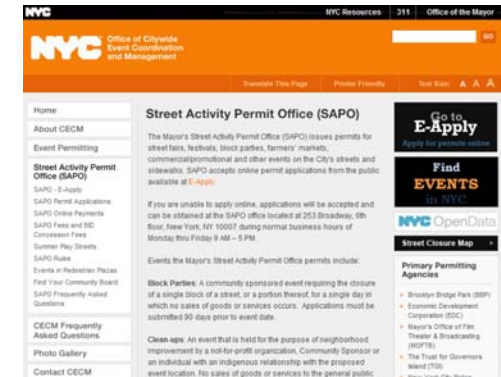 NYC
NYC Resources
311
Office of the Mayor
NYC
Office of Citywide
Event Coordination
and Management
GO
Translate This Page
Printer Friendly
Text Size: A A A
Home
About CECM
Event Permitting
Street Activity Permit
Office (SAPO)
SAPO - E-Apply
SAPO Permit Applications
SAPO Online Payments
SAPO Fees and BID
Concession Fees
Summer Play Streets
SAPO Rules
Events in Pedestrian Plazas
Find Your Community Board
SAPO Frequently Asked
Questions
CECM Frequently
Asked Questions
Photo Gallery
Contact CECM
Street Activity Permit Office (SAPO)
The Mayor's Street Activity Permit Office (SAPO) issues permits for
street fairs, festivals, block parties, farmers' markets,
commercial/promotional and other events on the City's streets and
sidewalks. SAPO accepts online permit applications from the public
available at E-Apply.
If you are unable to apply online, applications will be accepted and
can be obtained at the SAPO office located at 253 Broadway, 6th
floor, New York, NY 10007 during normal business hours of
Monday thru Friday 9 AM – 5 PM.
Events the Mayor's Street Activity Permit Office permits include:
Block Parties: A community sponsored event requiring the closure
of a single block of a street, or a portion thereof, for a single day in
which no sales of goods or services occurs. Applications must be
submitted 90 days prior to event date.
Clean ups: An event that is held for the purpose of neighborhood
improvement by a not-for-profit organization, Community Sponsor or
an individual with an indigenous relationship with the proposed
event location. No sales of goods or services to the general public
Go to
E-Apply
Apply for permits online
Find
EVENTS
in NYC
NYC OpenData
Street Closure Map
Primary Permitting
Agencies
Brooklyn Bridge Park (BBP)
Economic Development
Corporation (EDC)
Mayor's Office of Film
Theater & Broadcasting
(MOFTB)
The Trust for Governors
Island (TGI)
New York City Police